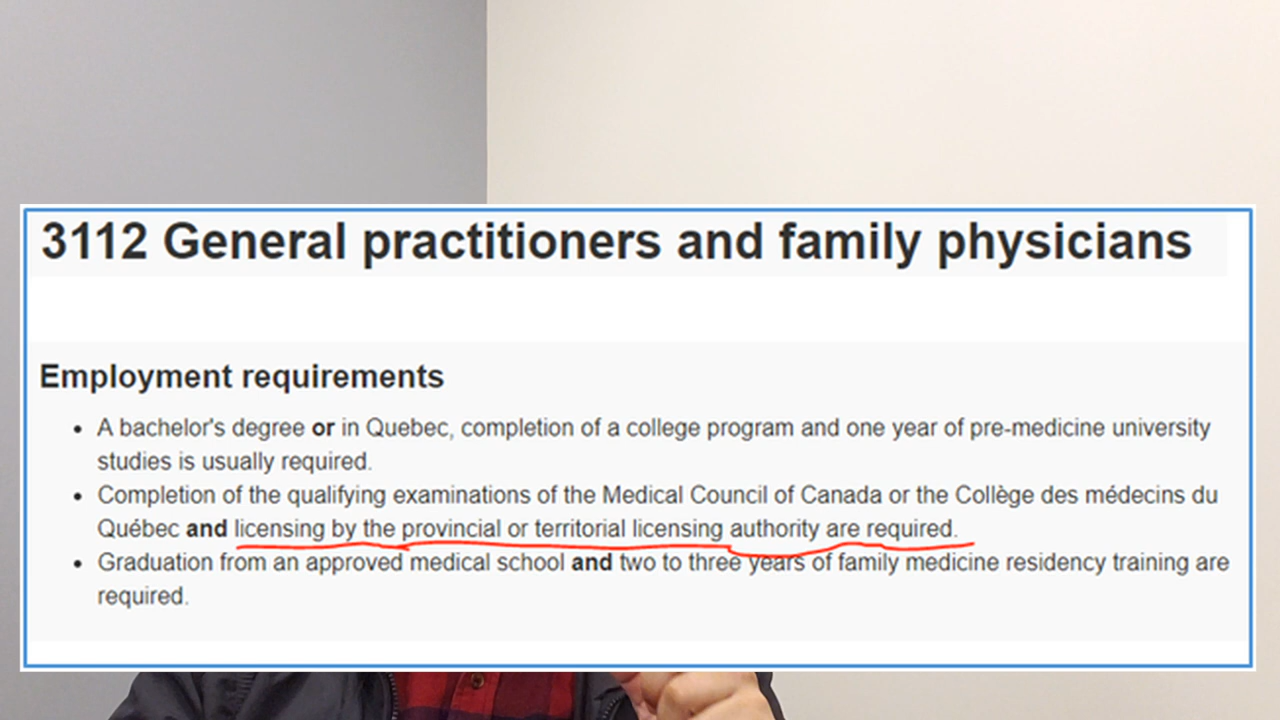 3112 General practitioners and family physicians
Employment requirements
• A bachelor's degree or in Quebec, completion of a college program and one year of pre-medicine university
studies is usually required.
• Completion of the qualifying examinations of the Medical Council of Canada or the Collège des médecins du
Québec and licensing by the provincial or territorial licensing authority are required.
• Graduation from an approved medical school and two to three years of family medicine residency training are
required.